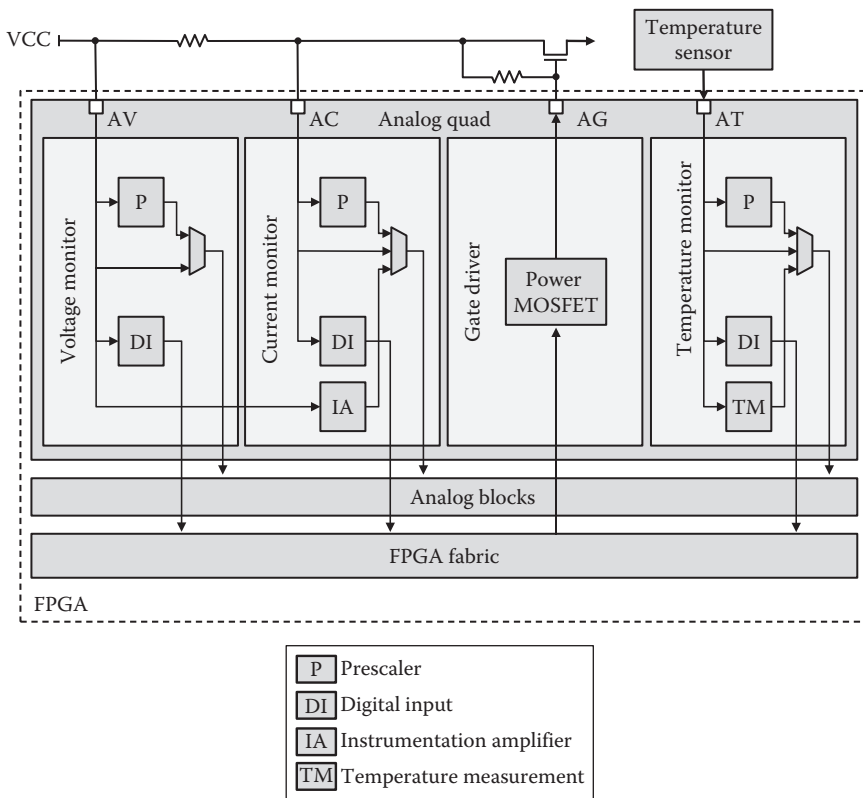 VCC
Temperature
sensor
AV
AC
Analog quad
AG
AT
Voltage monitor
P
DI
Current monitor
P
DI
IA
Gate driver
Power
MOSFET
Temperature monitor
P
DI
TM
Analog blocks
FPGA fabric
FPGA
P Prescaler
DI Digital input
IA Instrumentation amplifier
TM Temperature measurement